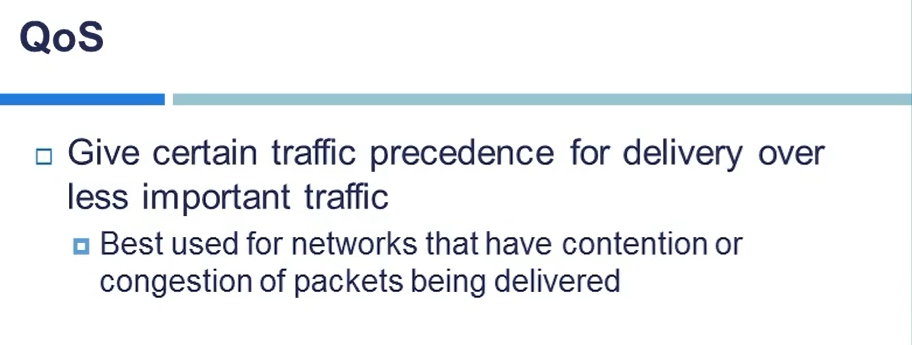 QoS
Give certain traffic precedence for delivery over
less important traffic
Best used for networks that have contention or
congestion of packets being delivered